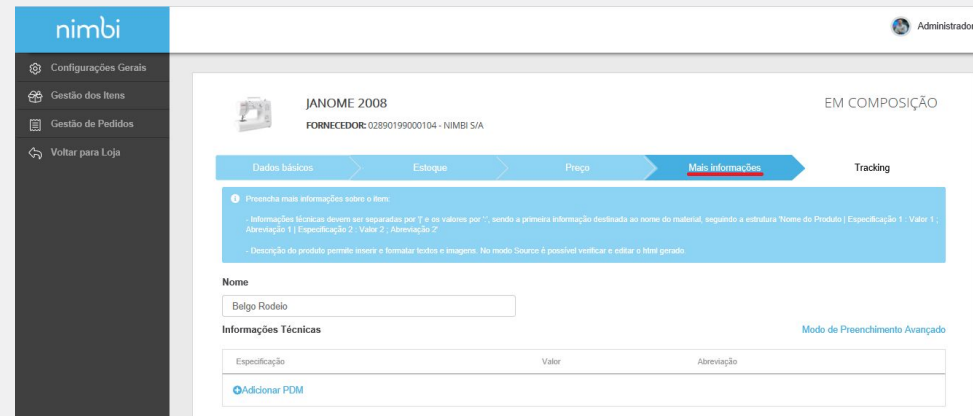 nimbi
Administrador
Configurações Gerais
Gestão dos Itens
Gestão de Pedidos
Voltar para Loja
JANOME 2008
EM COMPOSIÇÃO
FORNECEDOR: 02890199000104 - NIMBI S/A
Dados básicos
Estoque
Preço
Mais informações
Tracking
Preencha mais informações sobre o item:
- Informações técnicas devem ser separadas por '|' e os valores por ':', sendo a primeira informação destinada ao nome do material, seguindo a estrutura 'Nome do Produto | Especificação 1 : Valor 1 ;
Abreviação 1 | Especificação 2 : Valor 2 ; Abreviação 2'
- Descrição do produto permite inserir e formatar textos e imagens. No modo Source é possível verificar e editar o html gerado
Nome
Belgo Rodeio
Informações Técnicas
Modo de Preenchimento Avançado
Especificação
Valor
Abreviação
Adicionar PDM